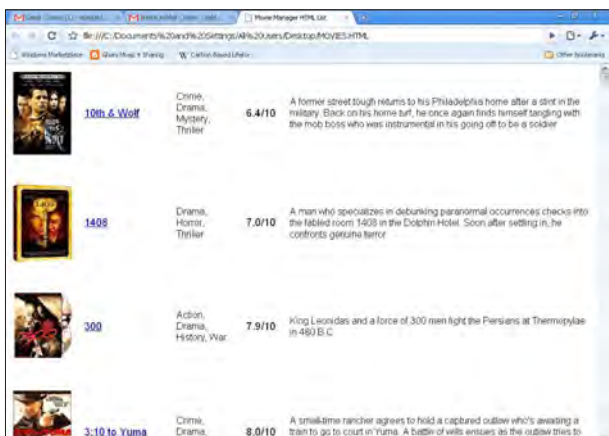 Movie Manager HTML List
file:///C:/Documents%20and%20Settings/All%20Users/Desktop/MOVIES.HTML
Windows Marketplace
Other bookmarks
10th & Wolf
Crime,
Drama,
Mystery,
Thriller
6.4/10
A former street tough returns to his Philadelphia home after a stint in the
military. Back on his home turf, he once again finds himself tangling with
the mob boss who was instrumental in his going off to be a soldier
1408
Drama,
Horror,
Thriller
7.0/10
A man who specializes in debunking paranormal occurrences checks into
the fabled room 1408 in the Dolphin Hotel. Soon after settling in, he
confronts genuine terror
300
Action,
Drama,
History, War
7.9/10
King Leonidas and a force of 300 men fight the Persians at Thermopylae
in 480 B.C
3:10 to Yuma
Crime,
Drama,
8.0/10
A small-time rancher agrees to hold a captured outlaw who's awaiting a
train to go to court in Yuma. A battle of wills ensues as the outlaw tries to